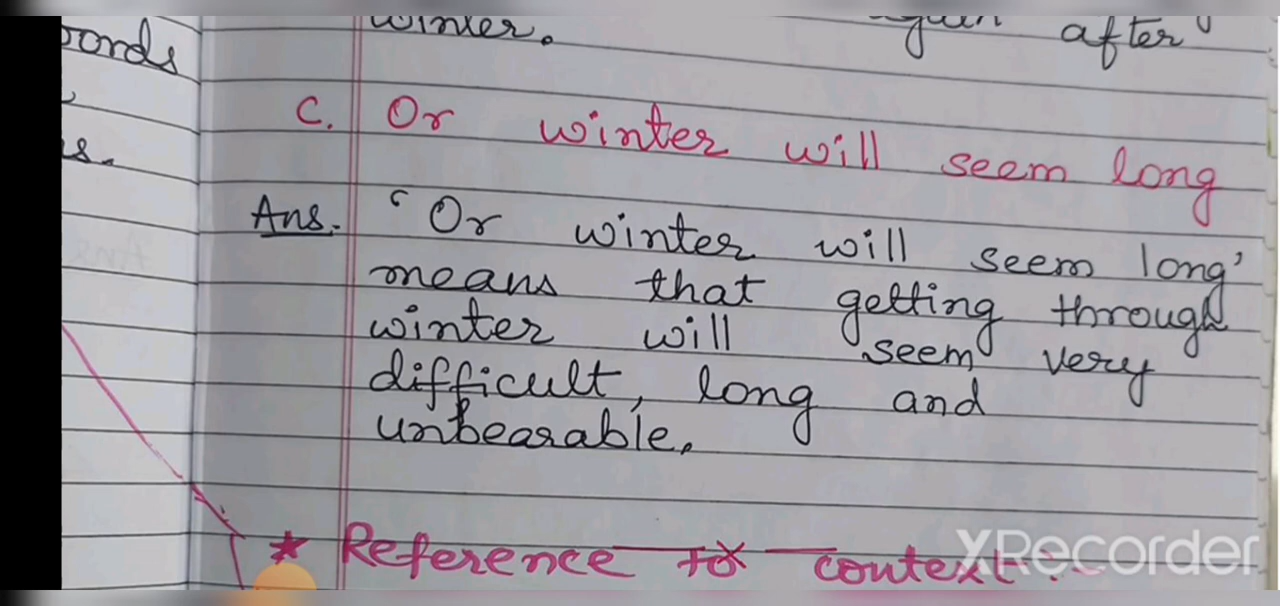 winter. again after
C. Or winter will seem long
Ans. 'Or winter will seem long'
means that getting through
winter will seem very
difficult, long and
unbearable.
* Reference to context :-
XRecorder